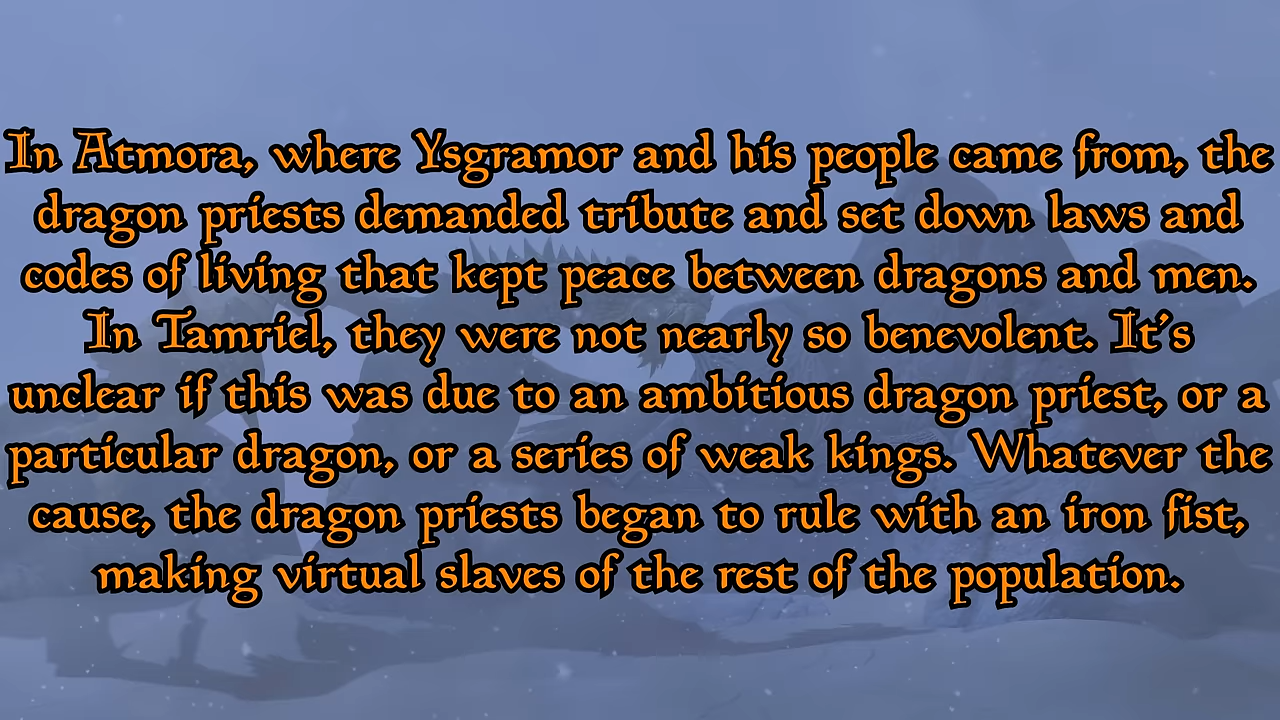 In Atmora, where Ysgramor and his people came from, the
dragon priests demanded tribute and set down laws and
codes of living that kept peace between dragons and men.
In Tamriel, they were not nearly so benevolent. It's
unclear if this was due to an ambitious dragon priest, or a
particular dragon, or a series of weak kings. Whatever the
cause, the dragon priests began to rule with an iron fist,
making virtual slaves of the rest of the population.